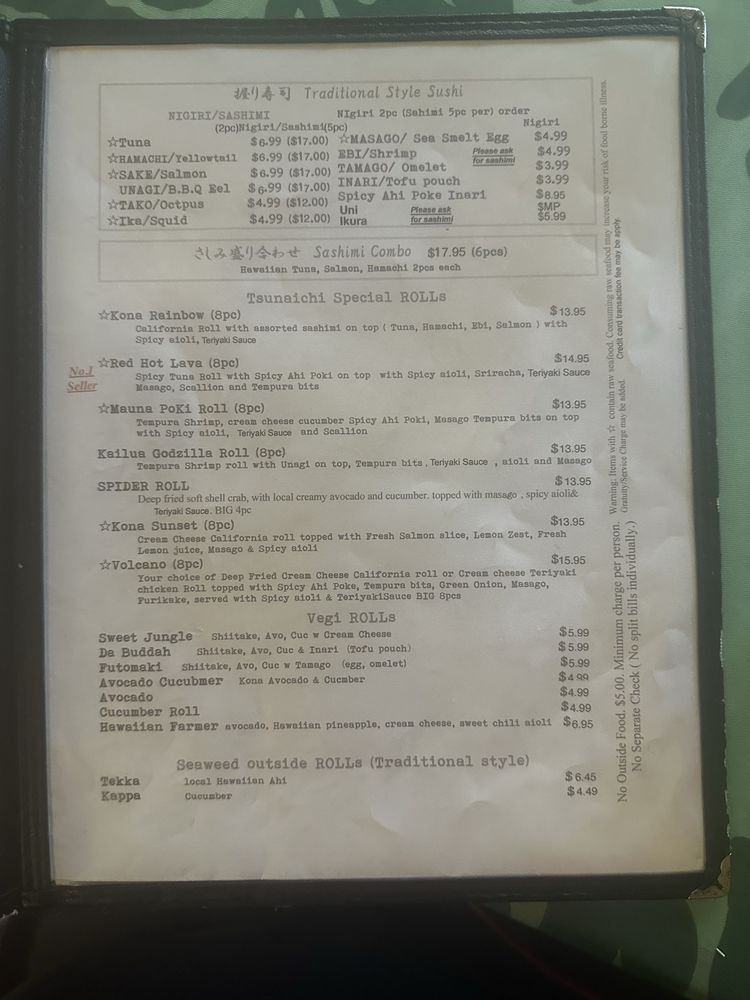 握り寿司 Traditional Style Sushi
NIGIRI/SASHIMI NIgiri 2pc (Sahimi 5pc per) order
(2pc)Nigiri/Sashimi(5pc) Nigiri
☆Tuna $6.99 ($17.00) ☆MASAGO/ Sea Smelt Egg $4.99
☆HAMACHI/Yellowtail $6.99 ($17.00) EBI/Shrimp Please ask for sashimi $4.99
☆SAKE/Salmon $6.99 ($17.00) TAMAGO/ Omelet $3.99
UNAGI/B.B.Q Eel $6.99 ($17.00) INARI/Tofu pouch $3.99
☆TAKO/Octpus $4.99 ($12.00) Spicy Ahi Poke Inari $8.95
☆Ika/Squid $4.99 ($12.00) Uni Please ask $MP
Ikura for sashimi $5.99
さしみ盛り合わせ Sashimi Combo $17.95 (6pcs)
Hawaiian Tuna, Salmon, Hamachi 2pcs each
Tsunaichi Special ROLLs
☆Kona Rainbow (8pc) $13.95
California Roll with assorted sashimi on top ( Tuna, Hamachi, Ebi, Salmon ) with
Spicy aioli, Teriyaki Sauce
No.1
Seller
☆Red Hot Lava (8pc) $14.95
Spicy Tuna Roll with Spicy Ahi Poki on top with Spicy aioli, Sriracha, Teriyaki Sauce
Masago, Scallion and Tempura bits
☆Mauna PoKi Roll (8pc) $13.95
Tempura Shrimp, cream cheese cucumber Spicy Ahi Poki, Masago Tempura bits on top
with Spicy aioli, Teriyaki Sauce and Scallion
Kailua Godzilla Roll (8pc) $13.95
Tempura Shrimp roll with Unagi on top, Tempura bits , Teriyaki Sauce , aioli and Masago
SPIDER ROLL $13.95
Deep fried soft shell crab, with local creamy avocado and cucumber. topped with masago , spicy aioli&
Teriyaki Sauce. BIG 4pc
☆Kona Sunset (8pc) $13.95
Cream Cheese California roll topped with Fresh Salmon slice, Lemon Zest, Fresh
Lemon juice, Masago & Spicy aioli
☆Volcano (8pc) $15.95
Your choice of Deep Fried Cream Cheese California roll or Cream cheese Teriyaki
chicken Roll topped with Spicy Ahi Poke, Tempura bits, Green Onion, Masago,
Furikake, served with Spicy aioli & TeriyakiSauce BIG 8pcs
Vegi ROLLs
Sweet Jungle Shiitake, Avo, Cuc w Cream Cheese $5.99
Da Buddah Shiitake, Avo, Cuc & Inari (Tofu pouch) $5.99
Futomaki Shiitake, Avo, Cuc w Tamago (egg, omelet) $5.99
Avocado Cucubmer Kona Avocado & Cucmber $4.99
Avocado $4.99
Cucumber Roll $4.99
Hawaiian Farmer avocado, Hawaiian pineapple, cream cheese, sweet chili aioli $6.95
Seaweed outside ROLLs (Traditional style)
Tekka local Hawaiian Ahi $6.45
Kappa Cucumber $4.49
Warning: Items with ☆ contain raw seafood. Consuming raw seafood may increase your risk of food borne illness.
Gratuity/Service Charge may be added. Credit card transaction fee may be apply.
No Outside Food. $5.00. Minimum charge per person.
No Separate Check ( No split bills individually.)